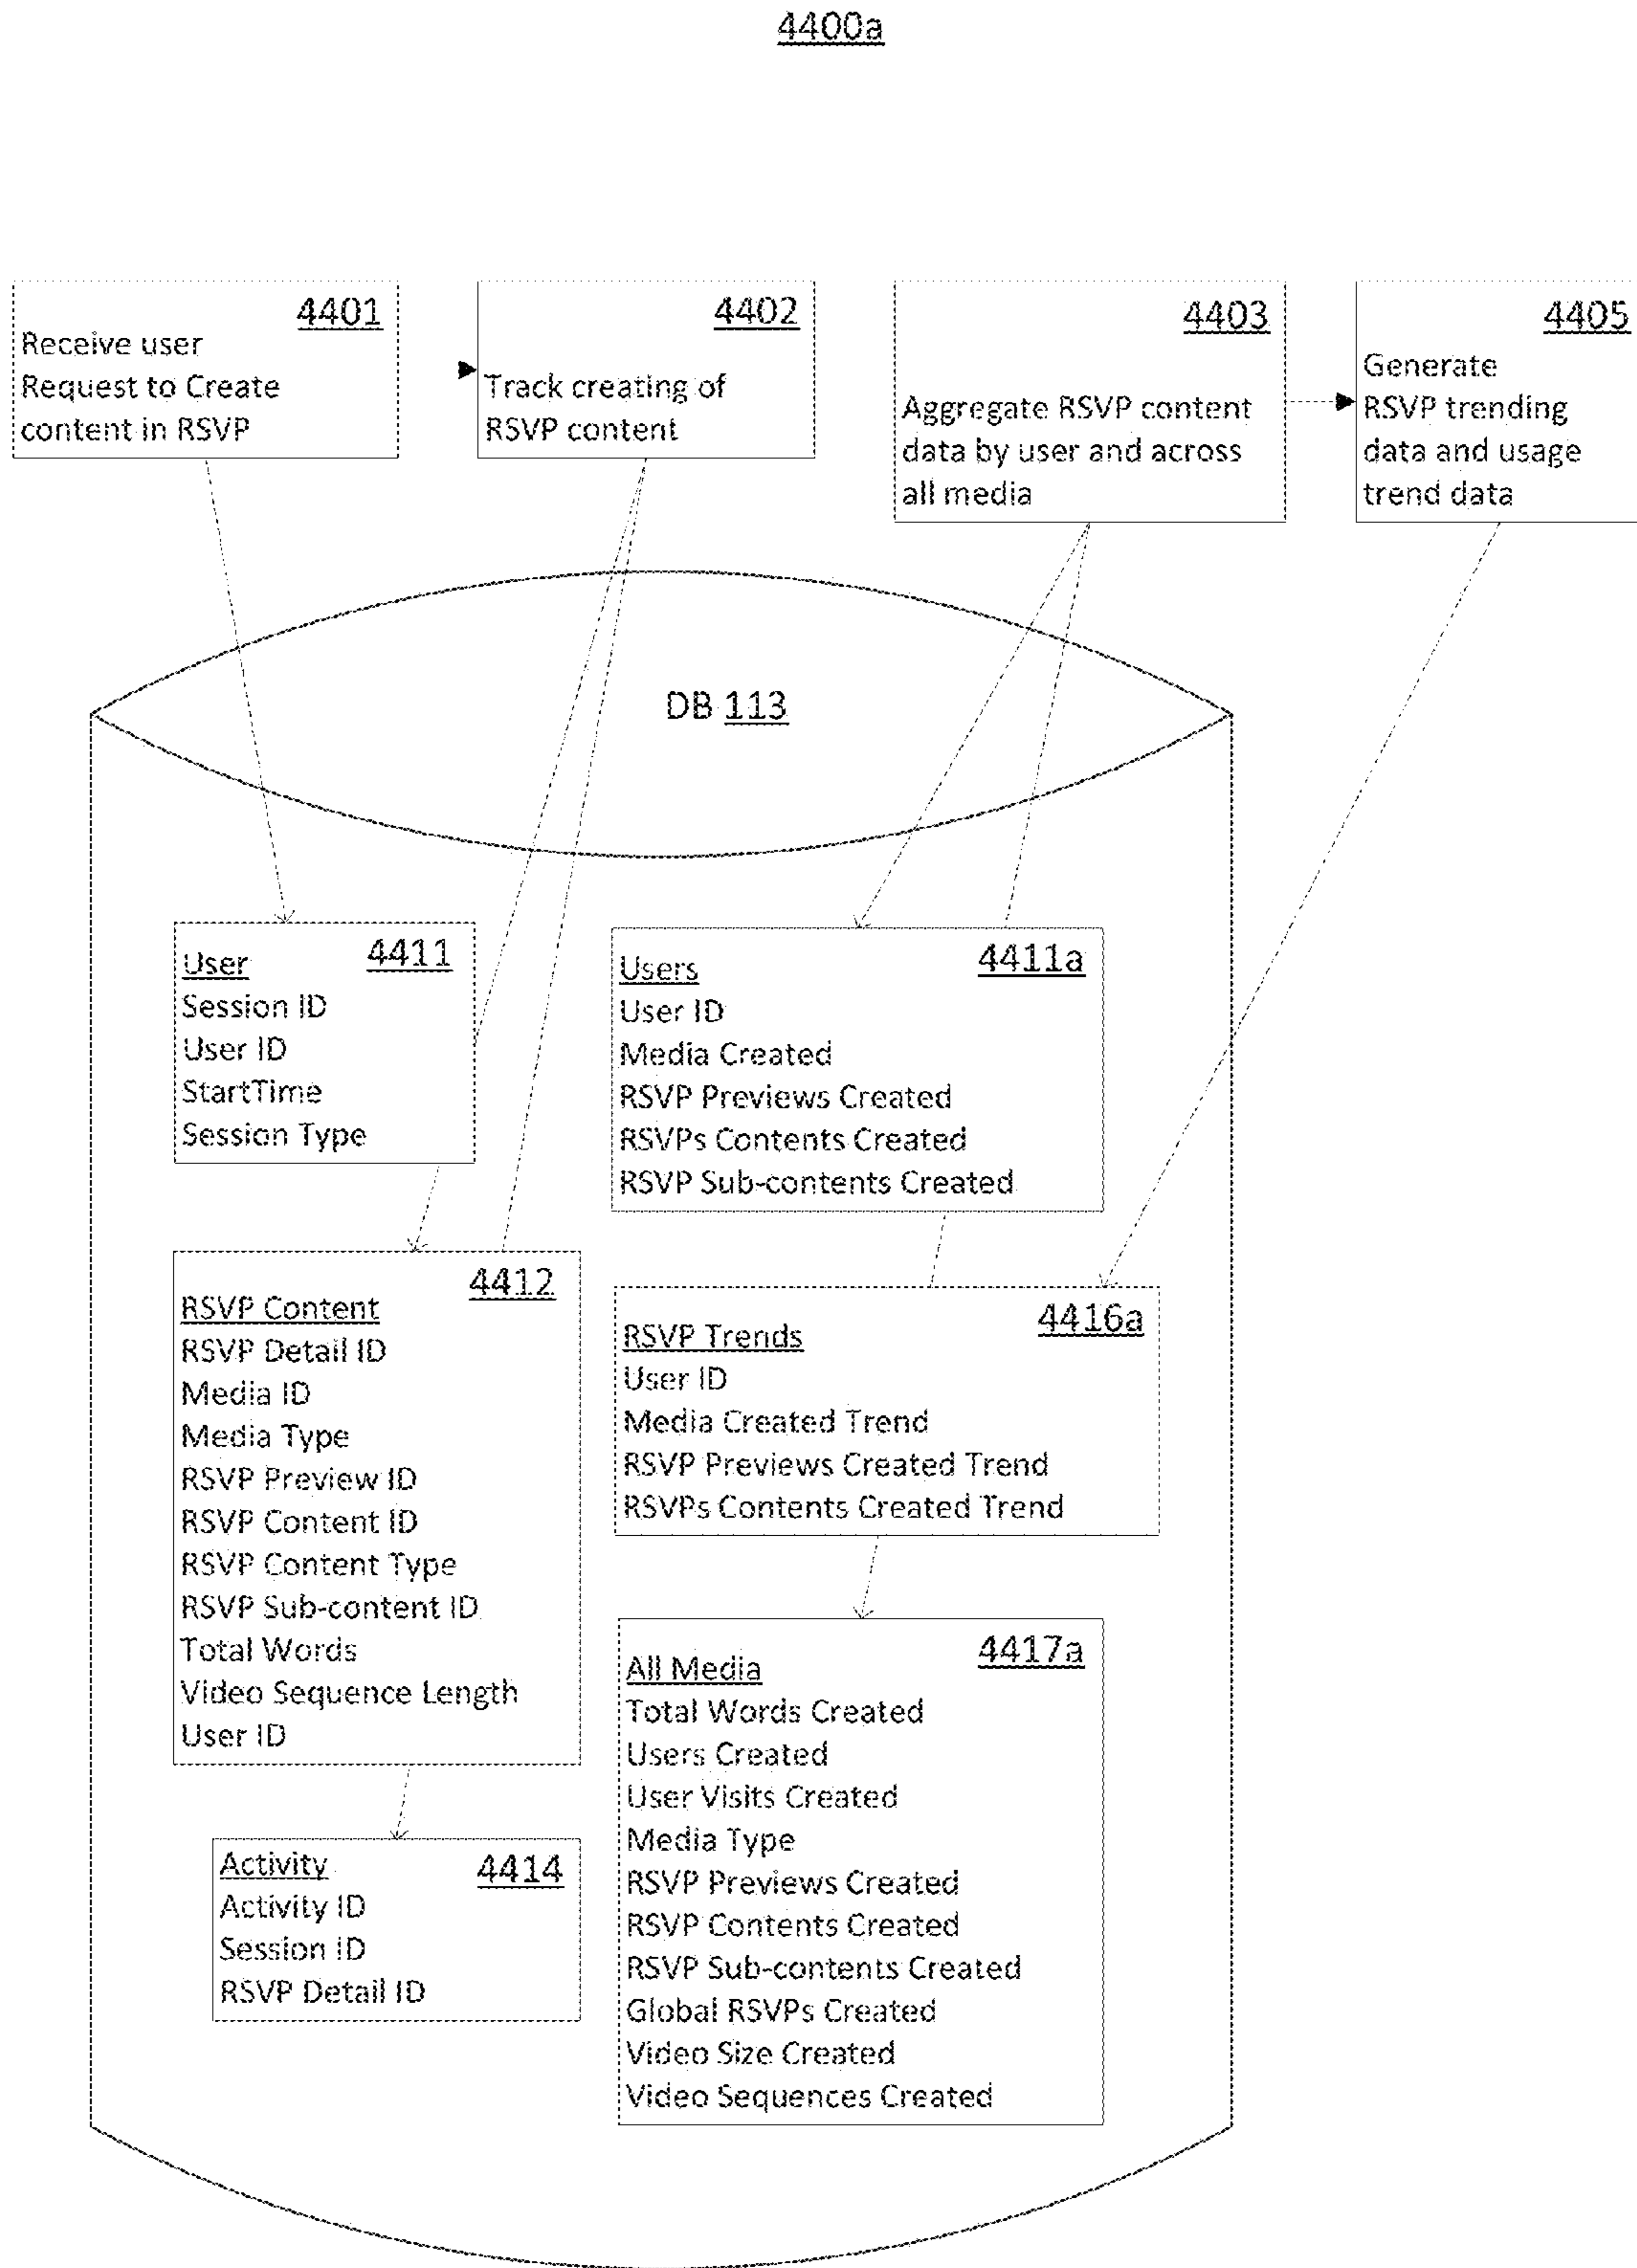 4400a
4401
Receive user
Request to Create
content in RSVP
4402
Track creating of
RSVP content
4403
Aggregate RSVP content
data by user and across
all media
4405
Generate
RSVP trending
data and usage
trend data
DB 113
User 4411
Session ID
User ID
StartTime
Session Type
Users 4411a
User ID
Media Created
RSVP Previews Created
RSVPs Contents Created
RSVP Sub-contents Created
4412
RSVP Content
RSVP Detail ID
Media ID
Media Type
RSVP Preview ID
RSVP Content ID
RSVP Content Type
RSVP Sub-content ID
Total Words
Video Sequence Length
User ID
4416a
RSVP Trends
User ID
Media Created Trend
RSVP Previews Created Trend
RSVPs Contents Created Trend
Activity 4414
Activity ID
Session ID
RSVP Detail ID
All Media 4417a
Total Words Created
Users Created
User Visits Created
Media Type
RSVP Previews Created
RSVP Contents Created
RSVP Sub-contents Created
Global RSVPs Created
Video Size Created
Video Sequences Created